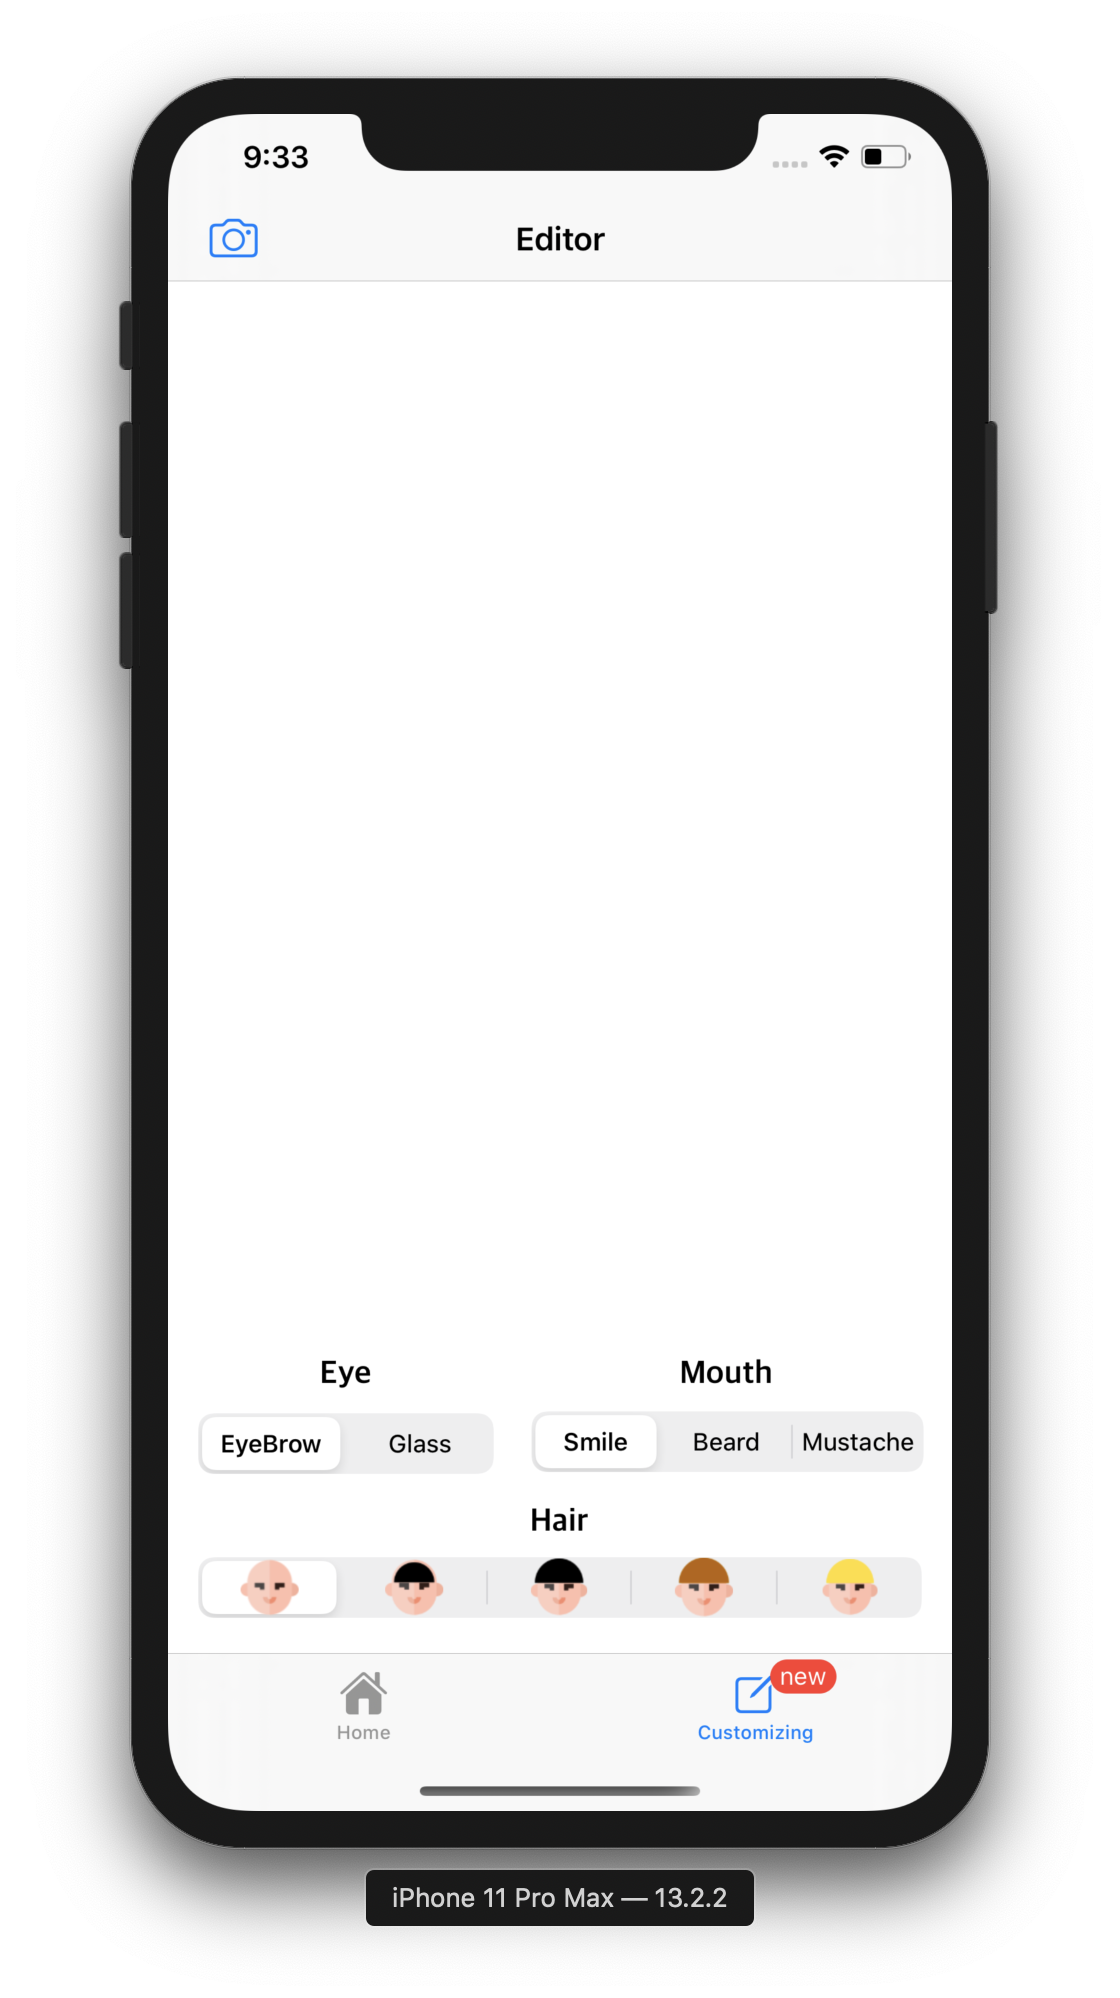 9:33
Editor
Eye
Mouth
EyeBrow
Glass
Smile
Beard
Mustache
Hair
new
Home
Customizing
iPhone 11 Pro Max — 13.2.2